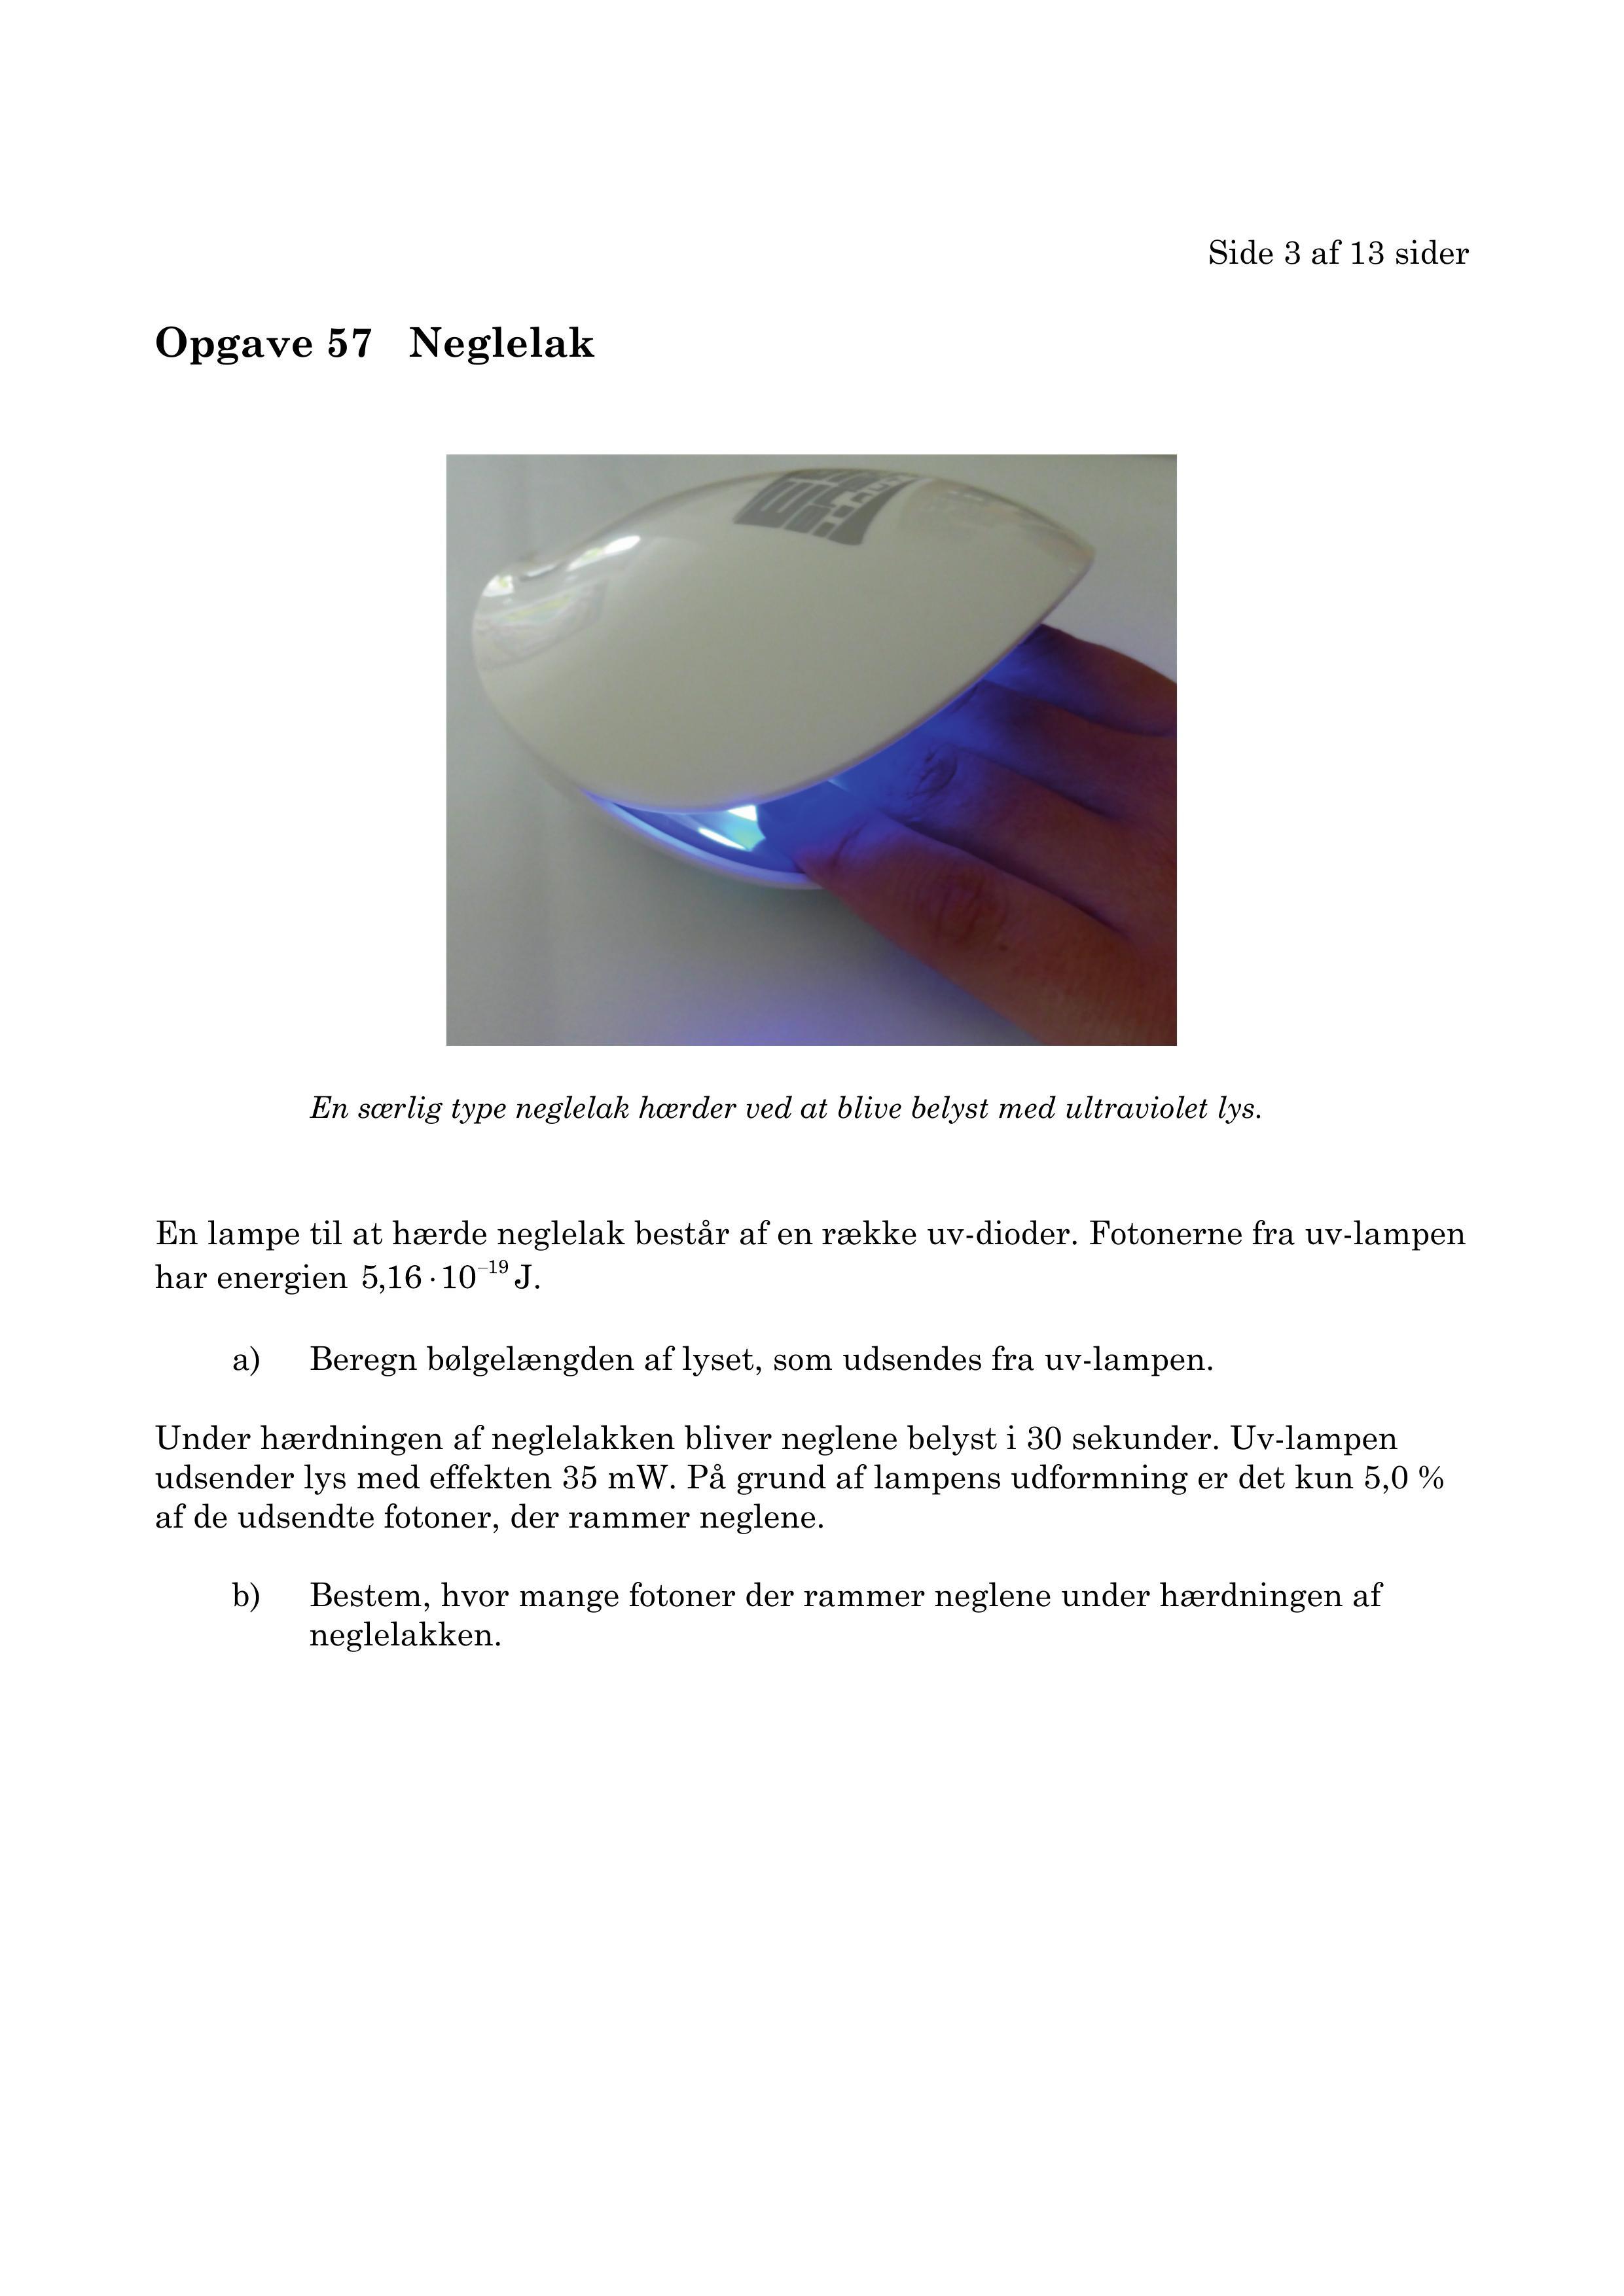 Side 3 af 13 sider
Opgave 57 Neglelak
En særlig type neglelak hærder ved at blive belyst med ultraviolet lys.
En lampe til at hærde neglelak består af en række uv-dioder. Fotonerne fra uv-lampen
har energien 5,16 · 10⁻¹⁹ J.
a) Beregn bølgelængden af lyset, som udsendes fra uv-lampen.
Under hærdningen af neglelakken bliver neglene belyst i 30 sekunder. Uv-lampen
udsender lys med effekten 35 mW. På grund af lampens udformning er det kun 5,0 %
af de udsendte fotoner, der rammer neglene.
b) Bestem, hvor mange fotoner der rammer neglene under hærdningen af
neglelakken.